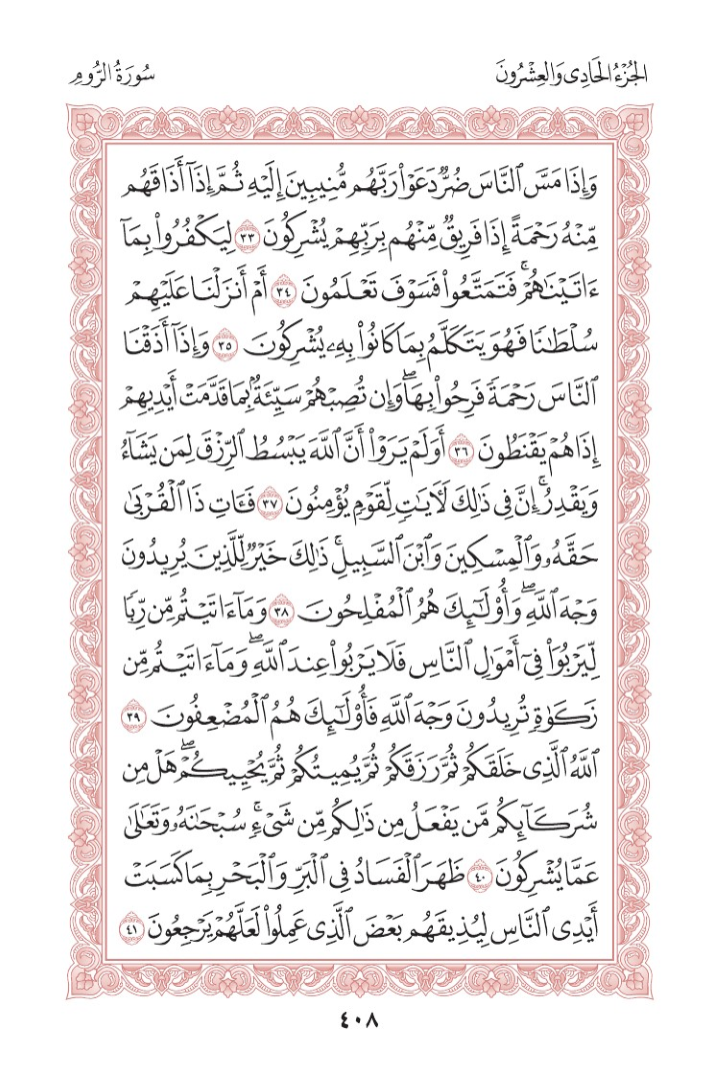 الجُزْءُ الحَادِى وَالعِشْرُونَ
سُورَةُ الرُّومِ
وَإِذَا مَسَّ ٱلنَّاسَ ضُرّٞ دَعَوۡاْ رَبَّهُم مُّنِيبِينَ إِلَيۡهِ ثُمَّ إِذَآ أَذَاقَهُم
مِّنۡهُ رَحۡمَةً إِذَا فَرِيقٞ مِّنۡهُم بِرَبِّهِمۡ يُشۡرِكُونَ ٣٣ لِيَكۡفُرُواْ بِمَآ
ءَاتَيۡنَٰهُمۡۚ فَتَمَتَّعُواْ فَسَوۡفَ تَعۡلَمُونَ ٣٤ أَمۡ أَنزَلۡنَا عَلَيۡهِمۡ
سُلۡطَٰنٗا فَهُوَ يَتَكَلَّمُ بِمَا كَانُواْ بِهِۦ يُشۡرِكُونَ ٣٥ وَإِذَآ أَذَقۡنَا
ٱلنَّاسَ رَحۡمَةٗ فَرِحُواْ بِهَاۖ وَإِن تُصِبۡهُمۡ سَيِّئَةُۢ بِمَا قَدَّمَتۡ أَيۡدِيهِمۡ
إِذَا هُمۡ يَقۡنَطُونَ ٣٦ أَوَلَمۡ يَرَوۡاْ أَنَّ ٱللَّهَ يَبۡسُطُ ٱلرِّزۡقَ لِمَن يَشَآءُ
وَيَقۡدِرُۚ إِنَّ فِي ذَٰلِكَ لَأٓيَٰتٖ لِّقَوۡمٖ يُؤۡمِنُونَ ٣٧ فَـَٔاتِ ذَا ٱلۡقُرۡبَىٰ
حَقَّهُۥ وَٱلۡمِسۡكِينَ وَٱبۡنَ ٱلسَّبِيلِۚ ذَٰلِكَ خَيۡرٞ لِّلَّذِينَ يُرِيدُونَ
وَجۡهَ ٱللَّهِۖ وَأُوْلَٰٓئِكَ هُمُ ٱلۡمُفۡلِحُونَ ٣٨ وَمَآ ءَاتَيۡتُم مِّن رِّبٗا
لِّيَرۡبُوَاْ فِيٓ أَمۡوَٰلِ ٱلنَّاسِ فَلَا يَرۡبُواْ عِندَ ٱللَّهِۖ وَمَآ ءَاتَيۡتُم مِّن
زَكَوٰةٖ تُرِيدُونَ وَجۡهَ ٱللَّهِ فَأُوْلَٰٓئِكَ هُمُ ٱلۡمُضۡعِفُونَ ٣٩
ٱللَّهُ ٱلَّذِي خَلَقَكُمۡ ثُمَّ رَزَقَكُمۡ ثُمَّ يُمِيتُكُمۡ ثُمَّ يُحۡيِيكُمۡۖ هَلۡ مِن
شُرَكَآئِكُم مَّن يَفۡعَلُ مِن ذَٰلِكُم مِّن شَيۡءٖۚ سُبۡحَٰنَهُۥ وَتَعَٰلَىٰ
عَمَّا يُشۡرِكُونَ ٤٠ ظَهَرَ ٱلۡفَسَادُ فِي ٱلۡبَرِّ وَٱلۡبَحۡرِ بِمَا كَسَبَتۡ
أَيۡدِي ٱلنَّاسِ لِيُذِيقَهُم بَعۡضَ ٱلَّذِي عَمِلُواْ لَعَلَّهُمۡ يَرۡجِعُونَ ٤١
٤٠٨